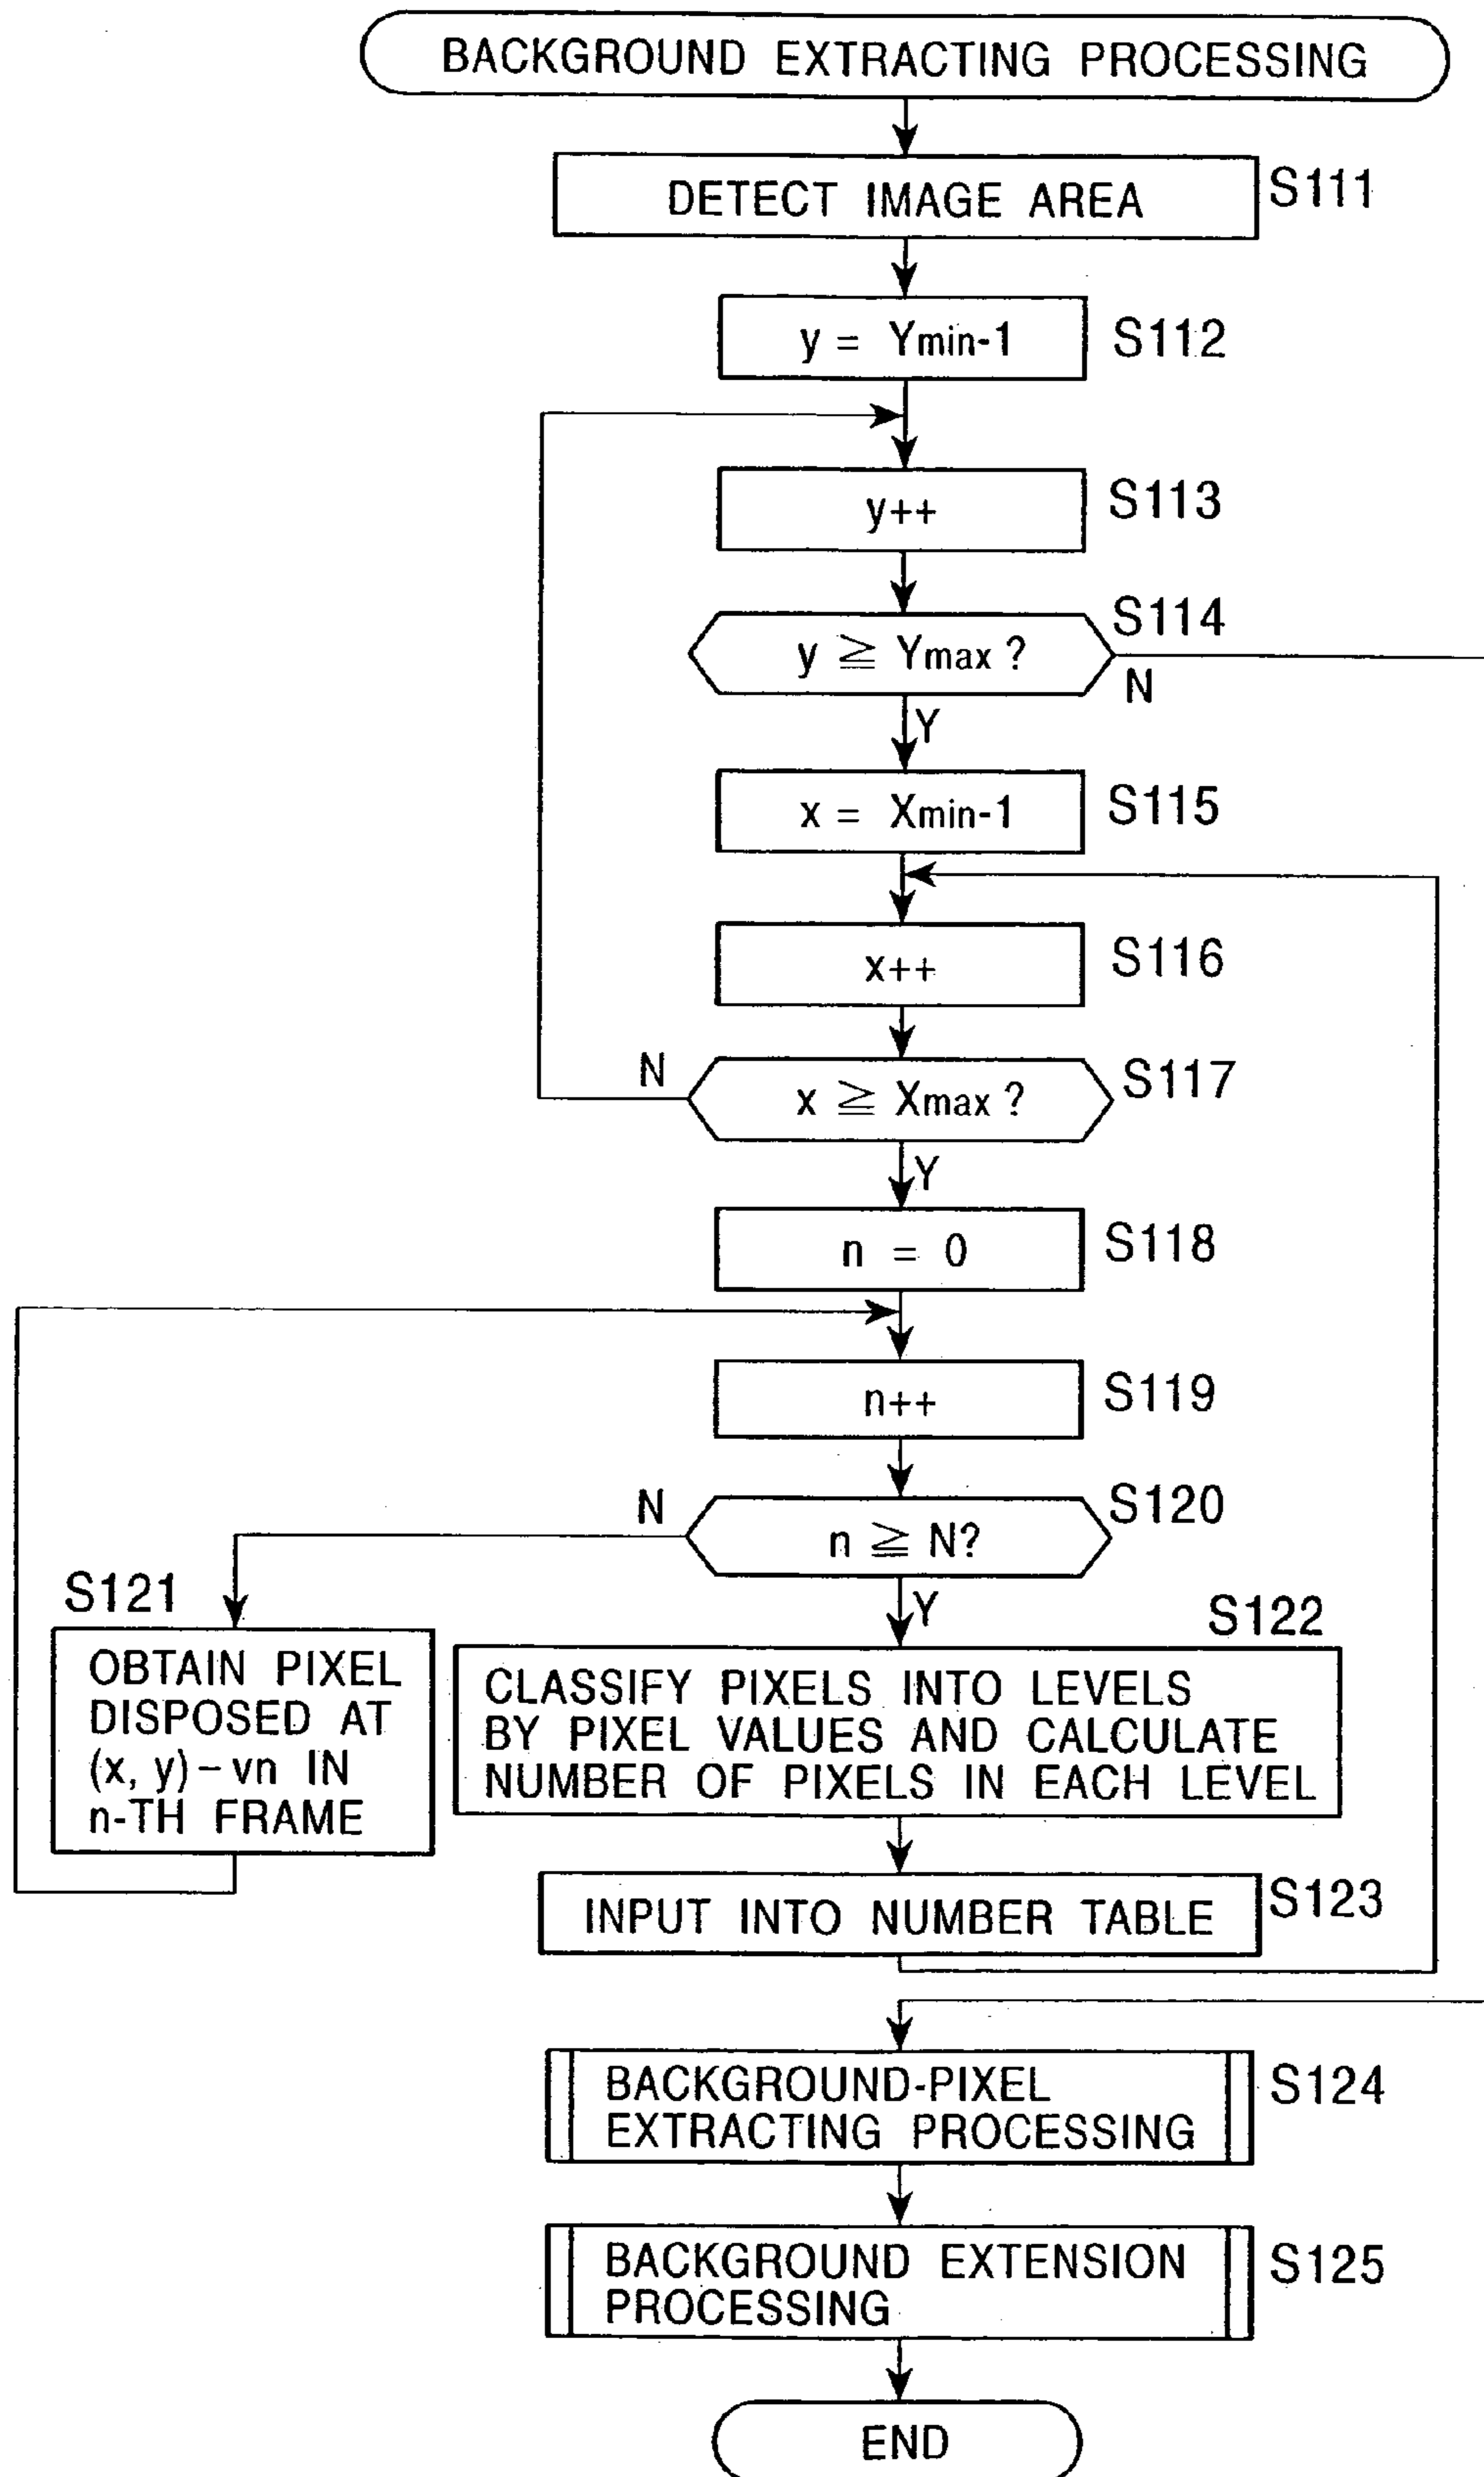 BACKGROUND EXTRACTING PROCESSING
DETECT IMAGE AREA
S111
y = Ymin-1
S112
y++
S113
S114
y ≧ Ymax ?
N
Y
x = Xmin-1
S115
x++
S116
N
x ≧ Xmax ?
S117
Y
n = 0
S118
n++
S119
N
n ≧ N?
S120
Y
S121
OBTAIN PIXEL
DISPOSED AT
(x, y) – vn IN
n-TH FRAME
S122
CLASSIFY PIXELS INTO LEVELS
BY PIXEL VALUES AND CALCULATE
NUMBER OF PIXELS IN EACH LEVEL
INPUT INTO NUMBER TABLE
S123
BACKGROUND-PIXEL
EXTRACTING PROCESSING
S124
BACKGROUND EXTENSION
PROCESSING
S125
END